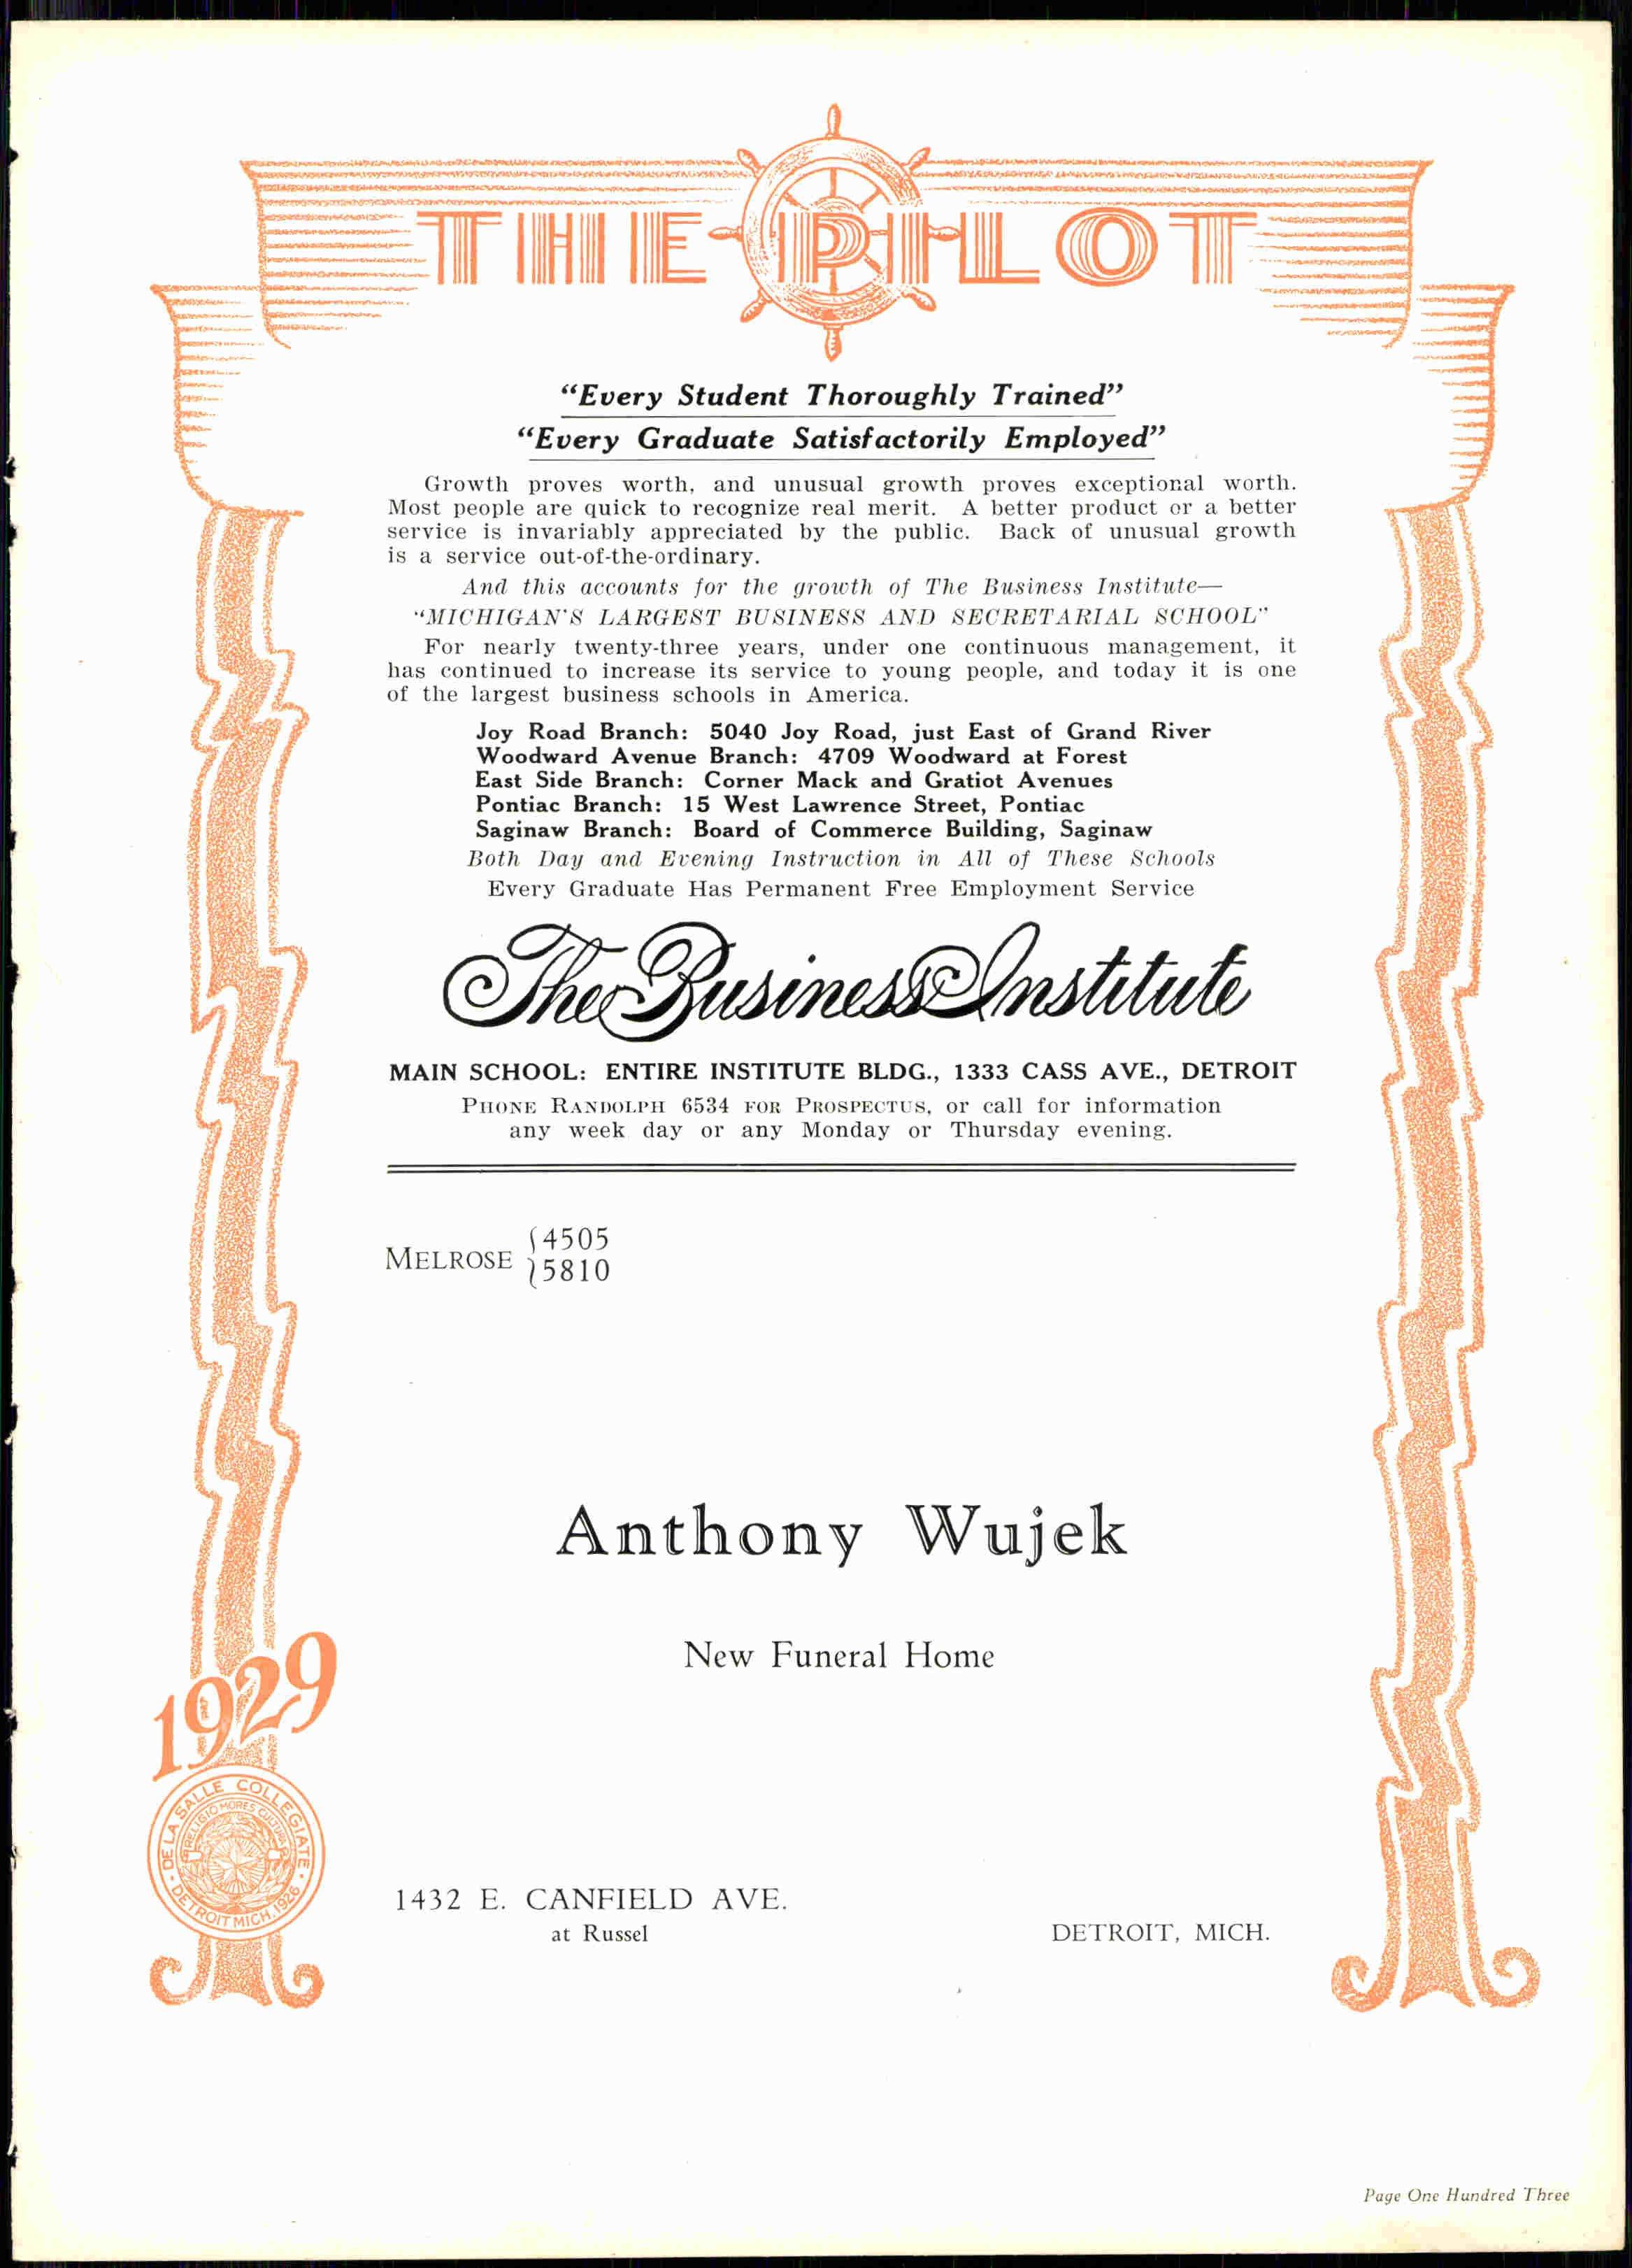 THE PILOT
“Every Student Thoroughly Trained”
“Every Graduate Satisfactorily Employed”
Growth proves worth, and unusual growth proves exceptional worth.
Most people are quick to recognize real merit. A better product or a better
service is invariably appreciated by the public. Back of unusual growth
is a service out-of-the-ordinary.
And this accounts for the growth of The Business Institute—
“MICHIGAN'S LARGEST BUSINESS AND SECRETARIAL SCHOOL”
For nearly twenty-three years, under one continuous management, it
has continued to increase its service to young people, and today it is one
of the largest business schools in America.
Joy Road Branch: 5040 Joy Road, just East of Grand River
Woodward Avenue Branch: 4709 Woodward at Forest
East Side Branch: Corner Mack and Gratiot Avenues
Pontiac Branch: 15 West Lawrence Street, Pontiac
Saginaw Branch: Board of Commerce Building, Saginaw
Both Day and Evening Instruction in All of These Schools
Every Graduate Has Permanent Free Employment Service
The Business Institute
MAIN SCHOOL: ENTIRE INSTITUTE BLDG., 1333 CASS AVE., DETROIT
PHONE RANDOLPH 6534 FOR PROSPECTUS, or call for information
any week day or any Monday or Thursday evening.
MELROSE { 4505
5810
Anthony Wujek
New Funeral Home
1929
DE LA SALLE COLLEGIATE · DETROIT MICH. 1926 ·
RELIGIO MORES CULTURA
1432 E. CANFIELD AVE.
at Russel
DETROIT, MICH.
Page One Hundred Three